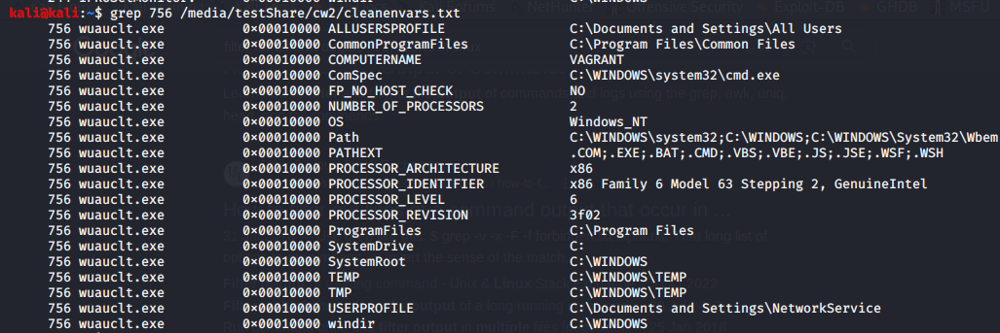 kali@kali:~$ grep 756 /media/testShare/cw2/cleanenvars.txt
756 wuauclt.exe 0×00010000 ALLUSERSPROFILE C:\Documents and Settings\All Users
756 wuauclt.exe 0×00010000 CommonProgramFiles C:\Program Files\Common Files
756 wuauclt.exe 0×00010000 COMPUTERNAME VAGRANT
756 wuauclt.exe 0×00010000 ComSpec C:\WINDOWS\system32\cmd.exe
756 wuauclt.exe 0×00010000 FP_NO_HOST_CHECK NO
756 wuauclt.exe 0×00010000 NUMBER_OF_PROCESSORS 2
756 wuauclt.exe 0×00010000 OS Windows_NT
756 wuauclt.exe 0×00010000 Path C:\WINDOWS\system32;C:\WINDOWS;C:\WINDOWS\System32\Wbem
756 wuauclt.exe 0×00010000 PATHEXT .COM;.EXE;.BAT;.CMD;.VBS;.VBE;.JS;.JSE;.WSF;.WSH
756 wuauclt.exe 0×00010000 PROCESSOR_ARCHITECTURE x86
756 wuauclt.exe 0×00010000 PROCESSOR_IDENTIFIER x86 Family 6 Model 63 Stepping 2, GenuineIntel
756 wuauclt.exe 0×00010000 PROCESSOR_LEVEL 6
756 wuauclt.exe 0×00010000 PROCESSOR_REVISION 3f02
756 wuauclt.exe 0×00010000 ProgramFiles C:\Program Files
756 wuauclt.exe 0×00010000 SystemDrive C:
756 wuauclt.exe 0×00010000 SystemRoot C:\WINDOWS
756 wuauclt.exe 0×00010000 TEMP C:\WINDOWS\TEMP
756 wuauclt.exe 0×00010000 TMP C:\WINDOWS\TEMP
756 wuauclt.exe 0×00010000 USERPROFILE C:\Documents and Settings\NetworkService
756 wuauclt.exe 0×00010000 windir C:\WINDOWS